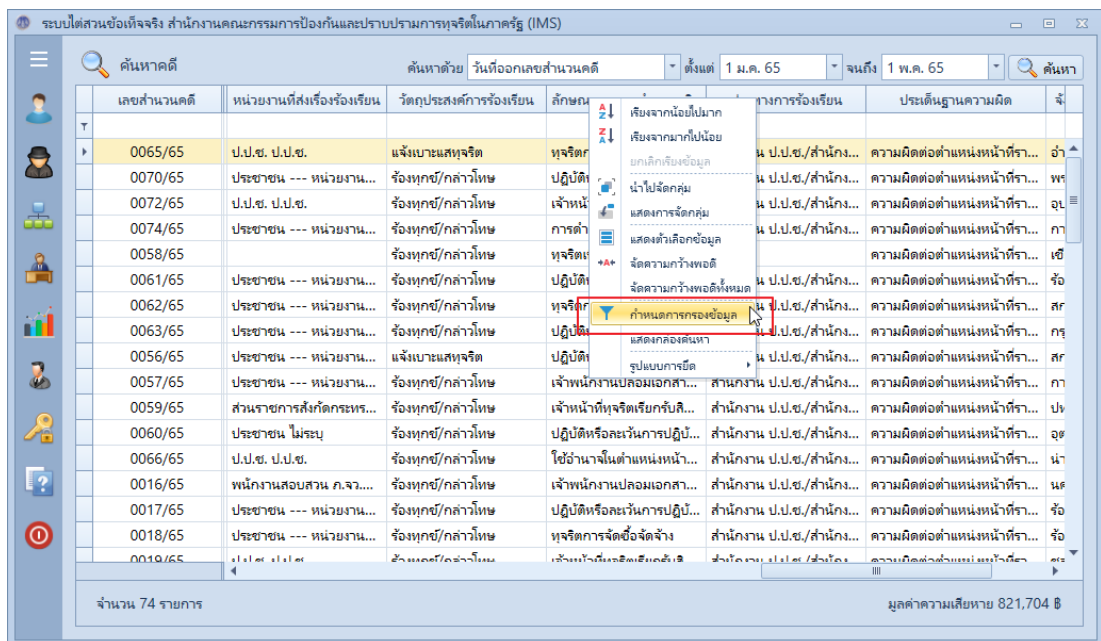 ระบบไต่สวนข้อเท็จจริง สำนักงานคณะกรรมการป้องกันและปราบปรามการทุจริตในภาครัฐ (IMS)
ค้นหาคดี ค้นหาด้วย วันที่ออกเลขสำนวนคดี ตั้งแต่ 1 ม.ค. 65 จนถึง 1 พ.ค. 65 ค้นหา
เลขสำนวนคดี หน่วยงานที่ส่งเรื่องร้องเรียน วัตถุประสงค์การร้องเรียน ประเด็นฐานความผิด
0065/65 ป.ป.ช. ป.ป.ช. แจ้งเบาะแสทุจริต น ป.ป.ช./สำนัก... ความผิดต่อตำแหน่งหน้าที่รา...
0070/65 ประชาชน --- หน่วยงาน... ร้องทุกข์/กล่าวโทษ น ป.ป.ช./สำนักง... ความผิดต่อตำแหน่งหน้าที่รา...
0072/65 ป.ป.ช. ป.ป.ช. ร้องทุกข์/กล่าวโทษ น ป.ป.ช./สำนักง... ความผิดต่อตำแหน่งหน้าที่รา...
0074/65 ประชาชน --- หน่วยงาน... ร้องทุกข์/กล่าวโทษ น ป.ป.ช./สำนักง... ความผิดต่อตำแหน่งหน้าที่รา...
0058/65 ร้องทุกข์/กล่าวโทษ ความผิดต่อตำแหน่งหน้าที่รา...
0061/65 ประชาชน --- หน่วยงาน... ร้องทุกข์/กล่าวโทษ น ป.ป.ช./สำนักง... ความผิดต่อตำแหน่งหน้าที่รา...
0062/65 ประชาชน --- หน่วยงาน... ร้องทุกข์/กล่าวโทษ น ป.ป.ช./สำนักง... ความผิดต่อตำแหน่งหน้าที่รา...
0063/65 ประชาชน --- หน่วยงาน... ร้องทุกข์/กล่าวโทษ น ป.ป.ช./สำนักง... ความผิดต่อตำแหน่งหน้าที่รา...
0056/65 ประชาชน --- หน่วยงาน... แจ้งเบาะแสทุจริต น ป.ป.ช./สำนักง... ความผิดต่อตำแหน่งหน้าที่รา...
0057/65 ประชาชน --- หน่วยงาน... ร้องทุกข์/กล่าวโทษ เจ้าพนักงานปลอมเอกสา... สำนักงาน ป.ป.ช./สำนักง... ความผิดต่อตำแหน่งหน้าที่รา...
0059/65 ส่วนราชการสังกัดกระทร... ร้องทุกข์/กล่าวโทษ เจ้าหน้าที่ทุจริตเรียกรับสิ... สำนักงาน ป.ป.ช./สำนักง... ความผิดต่อตำแหน่งหน้าที่รา...
0060/65 ประชาชน ไม่ระบุ ร้องทุกข์/กล่าวโทษ ปฏิบัติหรือละเว้นการปฏิบั... สำนักงาน ป.ป.ช./สำนักง... ความผิดต่อตำแหน่งหน้าที่รา...
0066/65 ป.ป.ช. ป.ป.ช. ร้องทุกข์/กล่าวโทษ ใช้อำนาจในตำแหน่งหน้า... สำนักงาน ป.ป.ช./สำนักง... ความผิดต่อตำแหน่งหน้าที่รา...
0016/65 พนักงานสอบสวน ภ.จว.... ร้องทุกข์/กล่าวโทษ เจ้าพนักงานปลอมเอกสา... สำนักงาน ป.ป.ช./สำนักง... ความผิดต่อตำแหน่งหน้าที่รา...
0017/65 ประชาชน --- หน่วยงาน... ร้องทุกข์/กล่าวโทษ ปฏิบัติหรือละเว้นการปฏิบั... สำนักงาน ป.ป.ช./สำนักง... ความผิดต่อตำแหน่งหน้าที่รา...
0018/65 ประชาชน --- หน่วยงาน... ร้องทุกข์/กล่าวโทษ ทุจริตการจัดซื้อจัดจ้าง สำนักงาน ป.ป.ช./สำนักง... ความผิดต่อตำแหน่งหน้าที่รา...
0019/65
เรียงจากน้อยไปมาก
เรียงจากมากไปน้อย
ยกเลิกเรียงข้อมูล
นำไปจัดกลุ่ม
แสดงการจัดกลุ่ม
แสดงตัวเลือกข้อมูล
จัดความกว้างพอดี
จัดความกว้างพอดีทั้งหมด
กำหนดการกรองข้อมูล
แสดงกล่องค้นหา
รูปแบบการยึด
จำนวน 74 รายการ มูลค่าความเสียหาย 821,704 ฿